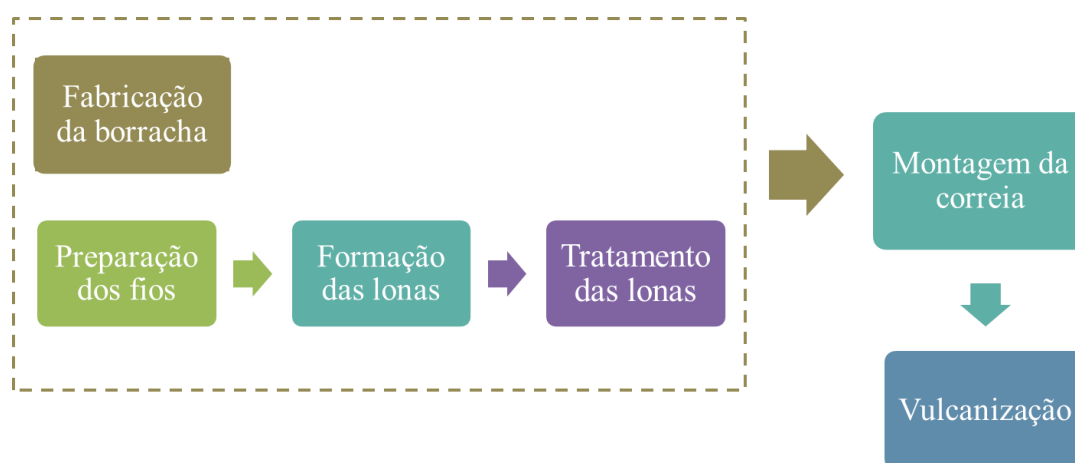 Fabricação
da borracha
Preparação
dos fios
Formação
das lonas
Tratamento
das lonas
Montagem da
correia
Vulcanização